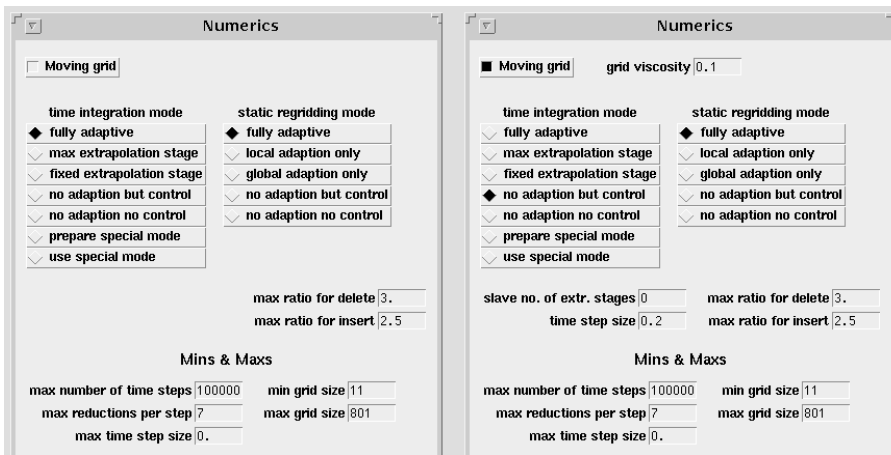 Numerics
Moving grid
time integration mode static regridding mode
fully adaptive fully adaptive
max extrapolation stage local adaption only
fixed extrapolation stage global adaption only
no adaption but control no adaption but control
no adaption no control no adaption no control
prepare special mode
use special mode
max ratio for delete 3.
max ratio for insert 2.5
Mins & Maxs
max number of time steps 100000 min grid size 11
max reductions per step 7 max grid size 801
max time step size 0.
Numerics
Moving grid grid viscosity 0.1
time integration mode static regridding mode
fully adaptive fully adaptive
max extrapolation stage local adaption only
fixed extrapolation stage global adaption only
no adaption but control no adaption but control
no adaption no control no adaption no control
prepare special mode
use special mode
slave no. of extr. stages 0 max ratio for delete 3.
time step size 0.2 max ratio for insert 2.5
Mins & Maxs
max number of time steps 100000 min grid size 11
max reductions per step 7 max grid size 801
max time step size 0.